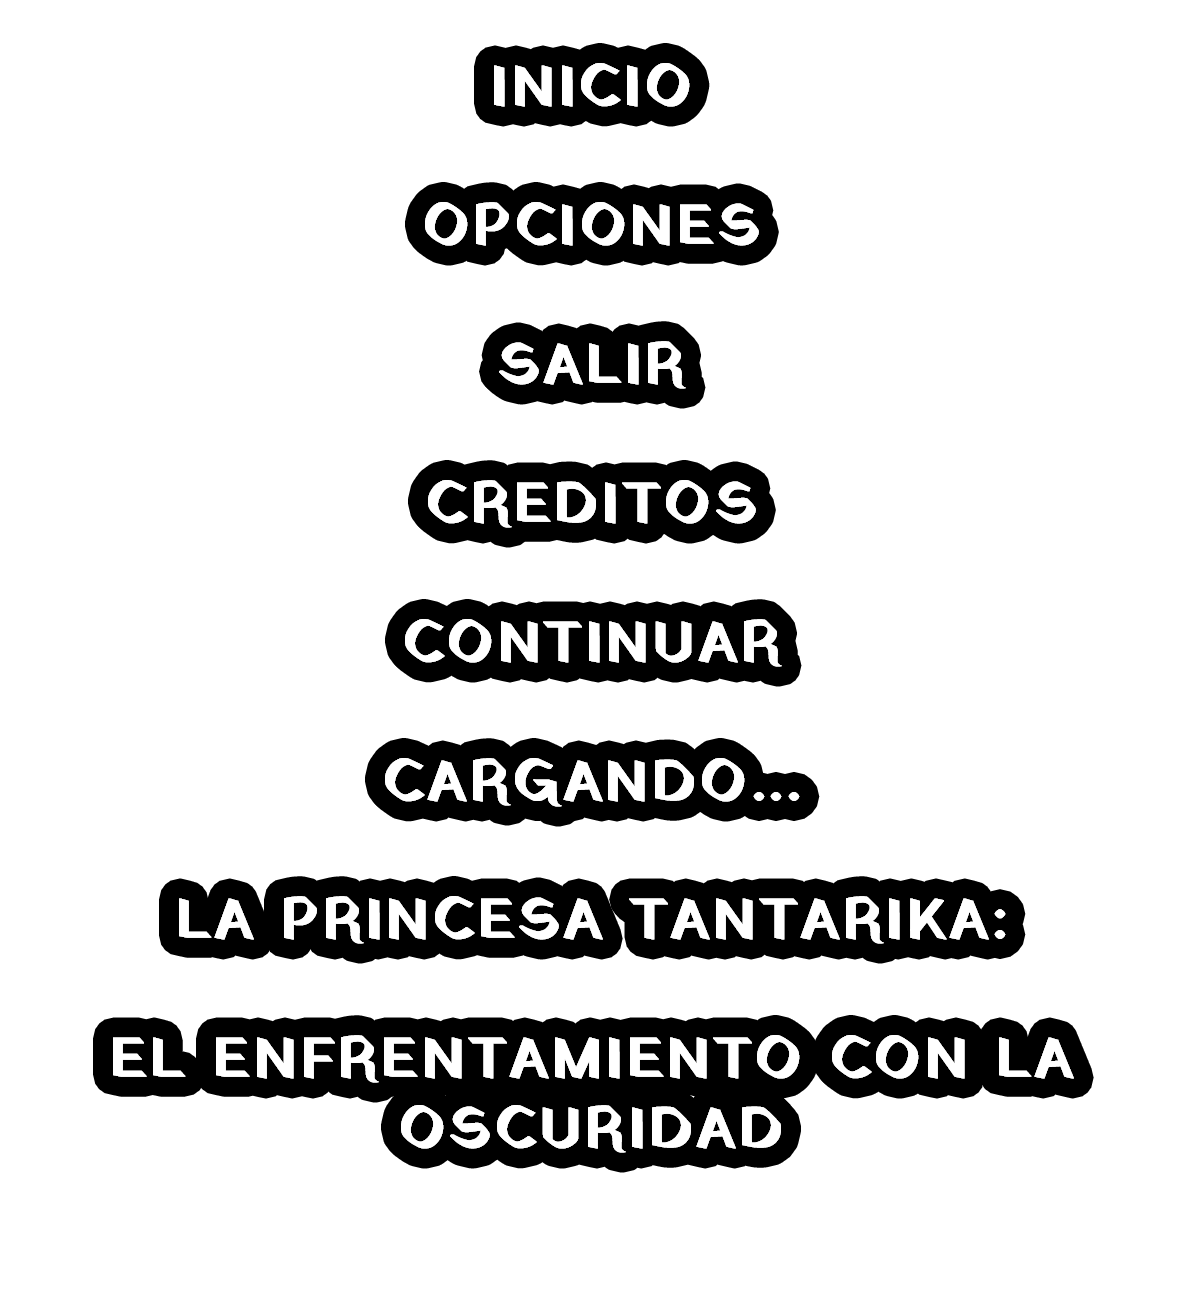 INICIO
OPCIONES
SALIR
CREDITOS
CONTINUAR
CARGANDO...
LA PRINCESA TANTARIKA:
EL ENFRENTAMIENTO CON LA
OSCURIDAD